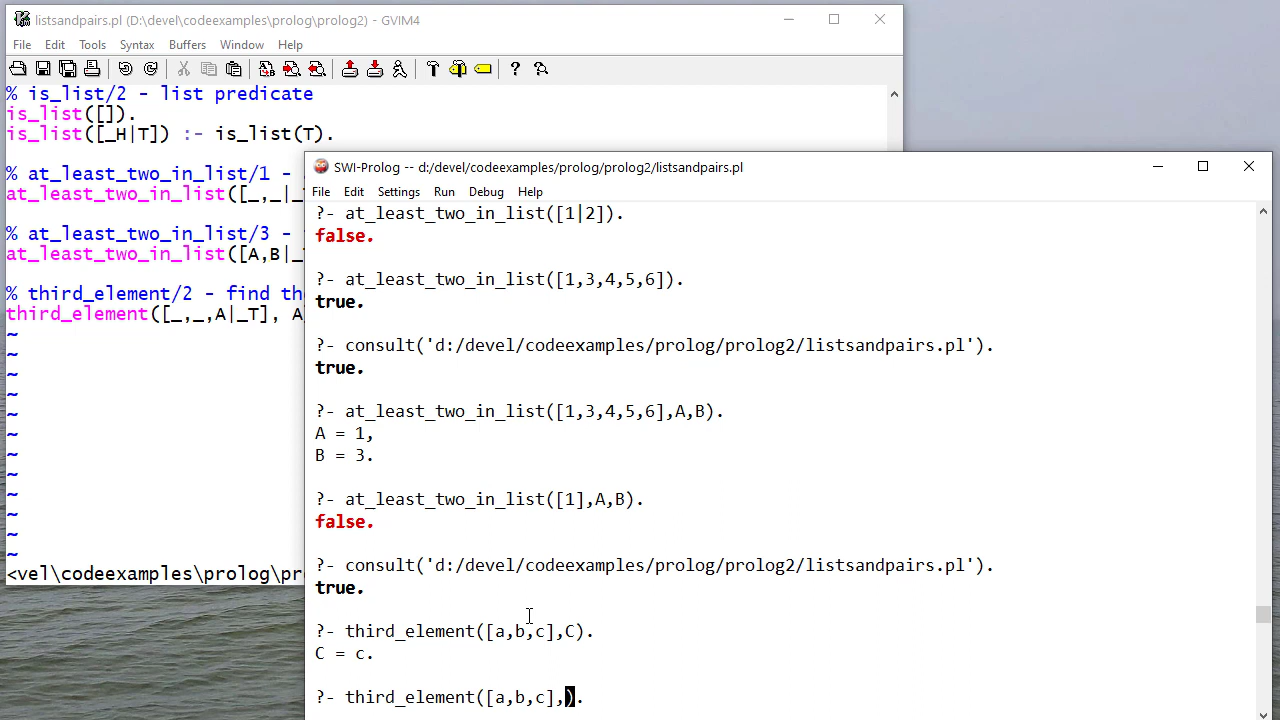 listsandpairs.pl (D:\devel\codeexamples\prolog\prolog2) - GVIM4
File Edit Tools Syntax Buffers Window Help
% is_list/2 - list predicate
is_list([]).
is_list([_H|T]) :- is_list(T).
% at_least_two_in_list/1 -
at_least_two_in_list([_,_|_
% at_least_two_in_list/3 -
at_least_two_in_list([A,B|_
% third_element/2 - find th
third_element([_,_,A|_T], A
~
~
~
~
~
~
~
~
~
~
~
~
<vel\codeexamples\prolog\pr
SWI-Prolog -- d:/devel/codeexamples/prolog/prolog2/listsandpairs.pl
File Edit Settings Run Debug Help
?- at_least_two_in_list([1|2]).
false.
?- at_least_two_in_list([1,3,4,5,6]).
true.
?- consult('d:/devel/codeexamples/prolog/prolog2/listsandpairs.pl').
true.
?- at_least_two_in_list([1,3,4,5,6],A,B).
A = 1,
B = 3.
?- at_least_two_in_list([1],A,B).
false.
?- consult('d:/devel/codeexamples/prolog/prolog2/listsandpairs.pl').
true.
?- third_element([a,b,c],C).
C = c.
?- third_element([a,b,c],).